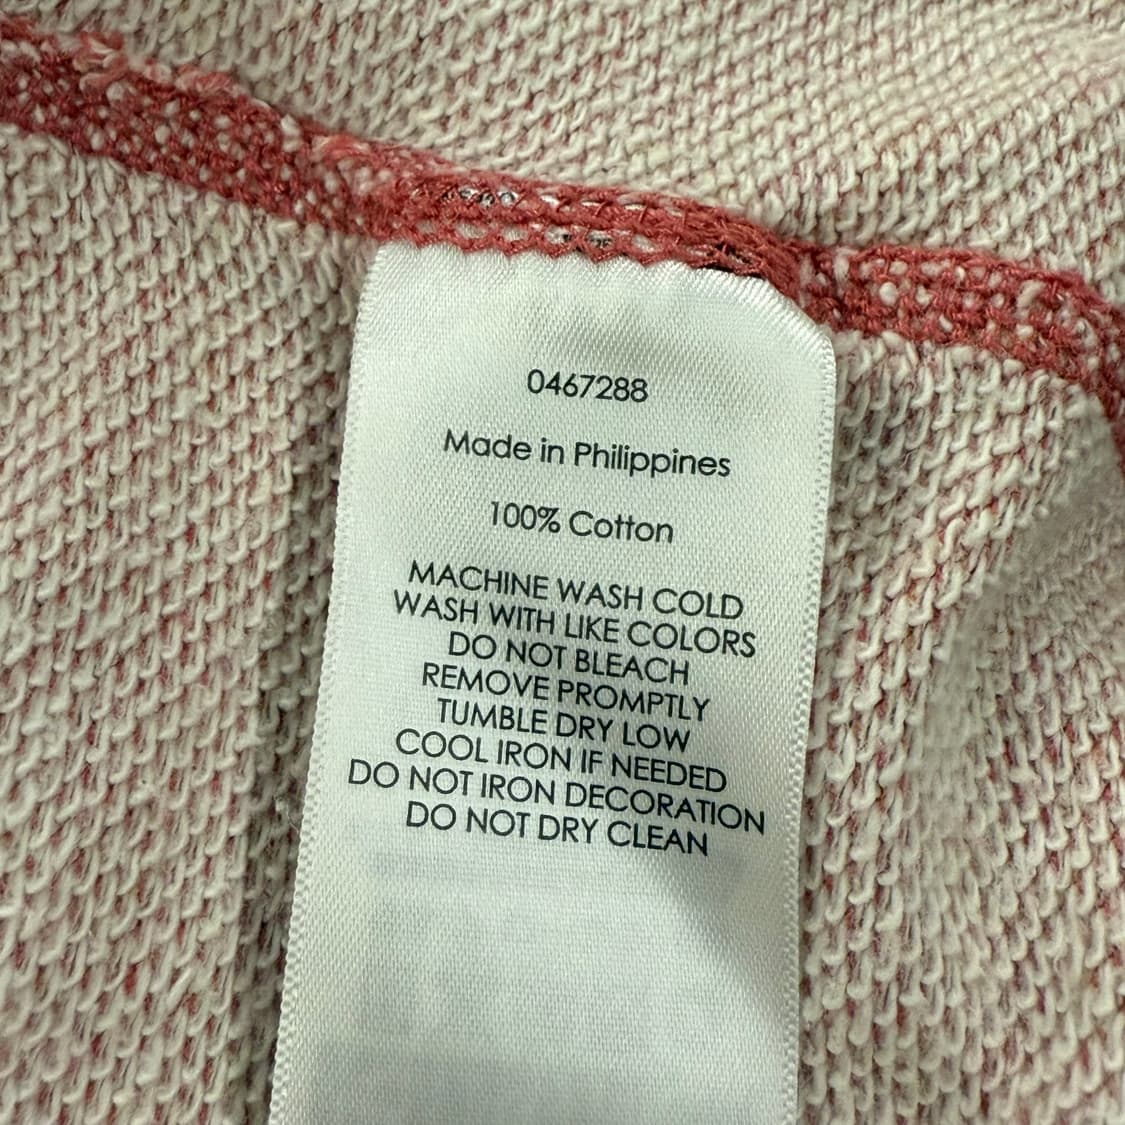 0467288
Made in Philippines
100% Cotton
MACHINE WASH COLD
WASH WITH LIKE COLORS
DO NOT BLEACH
REMOVE PROMPTLY
TUMBLE DRY LOW
COOL IRON IF NEEDED
DO NOT IRON DECORATION
DO NOT DRY CLEAN